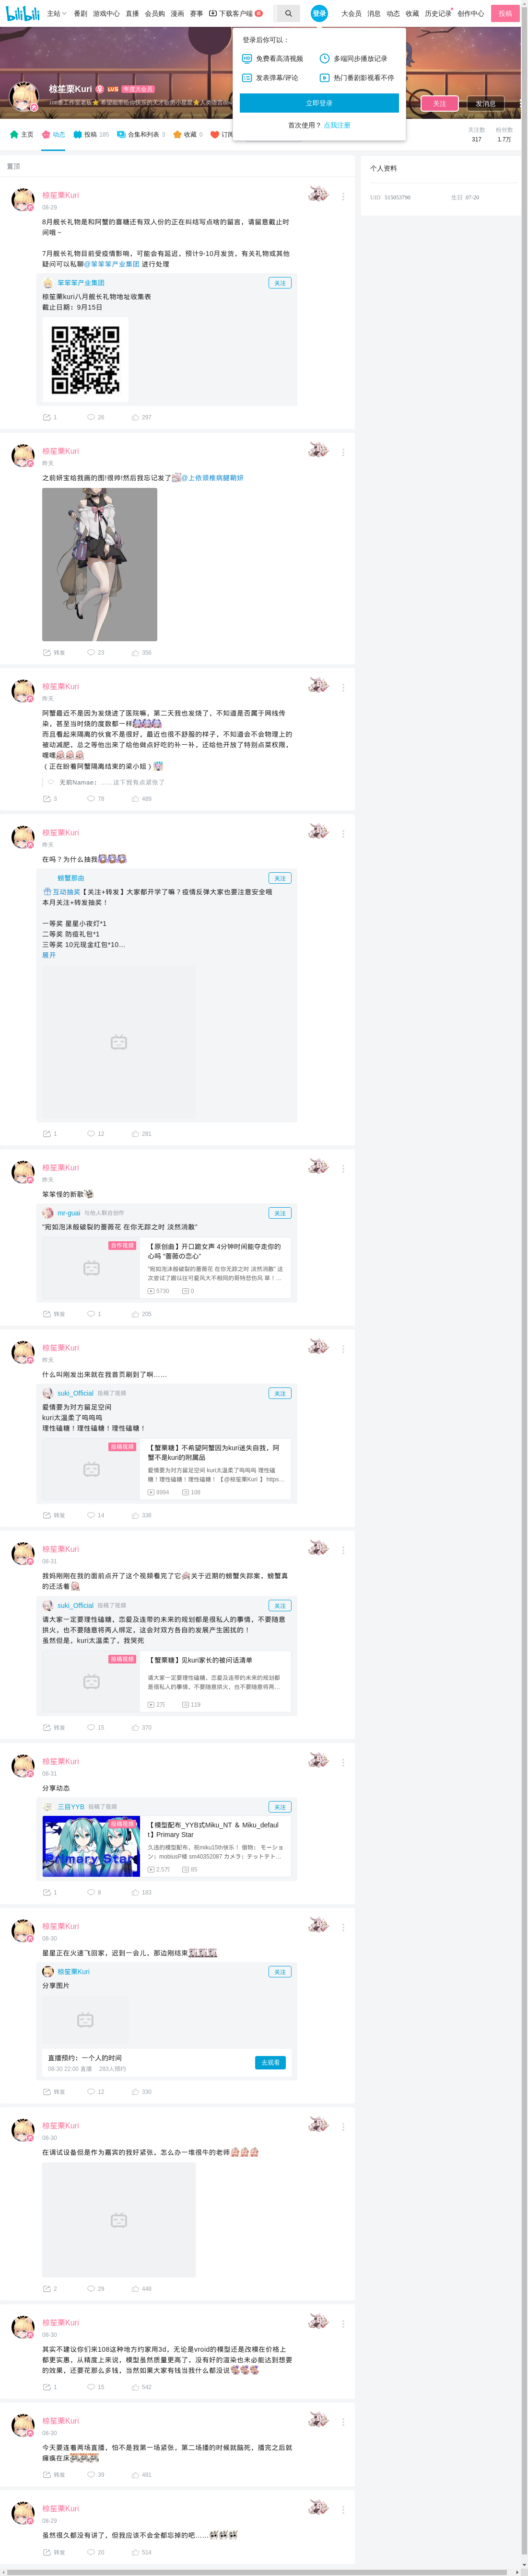 bilibili
主站 番剧 游戏中心 直播 会员购 漫画 赛事 下载客户端 登录 大会员 消息 动态 收藏 历史记录 创作中心 投稿
登录后你可以：
免费看高清视频 多端同步播放记录
发表弹幕/评论 热门番剧影视看不停
立即登录
首次使用？ 点我注册
椋笙栗Kuri LV5 年度大会员
关注 发消息
主页 动态 投稿 185 合集和列表 3 收藏 0 订阅
关注数 317
粉丝数 1.7万
个人资料
UID 515053790 生日 07-20
置顶
椋笙栗Kuri
08-29
8月舰长礼物是和阿蟹的喜糖还有双人份的正在纠结写点啥的留言，请留意截止时
间哦~
7月舰长礼物目前受疫情影响，可能会有延迟，预计9-10月发货，有关礼物或其他
疑问可以私聊@笨笨笨产业集团 进行处理
笨笨笨产业集团 关注
椋笙栗kuri八月舰长礼物地址收集表
截止日期：9月15日
1 26 297
椋笙栗Kuri
昨天
之前妍宝给我画的图!很帅!然后我忘记发了@上依颈椎病腿鞘妍
转发 23 356
椋笙栗Kuri
昨天
阿蟹最近不是因为发烧进了医院嘛，第二天我也发烧了，不知道是否属于网线传
染，甚至当时烧的度数都一样
而且看起来隔离的伙食不是很好，最近也很不舒服的样子，不知道会不会物理上的
被动减肥，总之等他出来了给他做点好吃的补一补，还给他开放了特别点菜权限，
嘿嘿
（正在盼着阿蟹隔离结束的梁小姐）
无前Namae：……这下我有点紧张了
3 78 489
椋笙栗Kuri
昨天
在吗？为什么抽我
螃蟹那由 关注
互动抽奖【关注+转发】大家都开学了嘛？疫情反弹大家也要注意安全哦
本月关注+转发抽奖！
一等奖 星星小夜灯*1
二等奖 防疫礼包*1
三等奖 10元现金红包*10...
展开
1 12 281
椋笙栗Kuri
昨天
笨笨怪的新歌
mr-guai 与他人联合创作 关注
"宛如泡沫般破裂的蔷薇花 在你无踪之时 淡然消散"
合作视频
【原创曲】开口跪女声 4分钟时间能夺走你的
心吗 "蔷薇の恋心"
"宛如泡沫般破裂的蔷薇花 在你无踪之时 淡然消散" 这
次尝试了跟以往可曼风大不相同的哥特悲伤风 草！...
5730 0
转发 1 205
椋笙栗Kuri
昨天
什么叫刚发出来就在我首页刷到了啊……
suki_Official 投稿了视频 关注
爱情要为对方留足空间
kuri太温柔了呜呜呜
理性磕糖！理性磕糖！理性磕糖！
投稿视频
【蟹栗糖】不希望阿蟹因为kuri迷失自我，阿
蟹不是kuri的附属品
爱情要为对方留足空间 kuri太温柔了呜呜呜 理性磕
糖！理性磕糖！理性磕糖！ 【@椋笙栗Kuri 】 https...
8994 108
转发 14 336
椋笙栗Kuri
08-31
我妈刚刚在我的面前点开了这个视频看完了它关于近期的螃蟹失踪案，螃蟹真
的还活着
suki_Official 投稿了视频 关注
请大家一定要理性磕糖，恋爱及连带的未来的规划都是很私人的事情，不要随意
拱火，也不要随意将两人绑定，这会对双方各自的发展产生困扰的！
虽然但是，kuri太温柔了，我哭死
投稿视频
【蟹栗糖】见kuri家长的被问话清单
请大家一定要理性磕糖，恋爱及连带的未来的规划都
是很私人的事情，不要随意拱火，也不要随意将两...
2万 119
转发 15 370
椋笙栗Kuri
08-31
分享动态
三目YYB 投稿了视频 关注
投稿视频
Primary Star
【模型配布_YYB式Miku_NT ＆ Miku_defaul
t】Primary Star
久违的模型配布，祝miku15th快乐！ 借物： モーショ
ン：mobiusP様 sm40352087 カメラ：テットテト...
2.5万 85
1 8 183
椋笙栗Kuri
08-30
星星正在火速飞回家，迟到一会儿，那边刚结束
椋笙栗Kuri 关注
分享图片
直播预约：一个人的时间
08-30 22:00 直播 283人预约
去观看
转发 12 330
椋笙栗Kuri
08-30
在调试设备但是作为嘉宾的我好紧张，怎么办一堆很牛的老师
2 29 448
椋笙栗Kuri
08-30
其实不建议你们来108这种地方约家用3d，无论是vroid的模型还是改模在价格上
都更实惠，从精度上来说，模型虽然质量更高了，没有好的渲染也未必能达到想要
的效果，还要花那么多钱，当然如果大家有钱当我什么都没说
1 15 542
椋笙栗Kuri
08-30
今天要连着两场直播，怕不是我第一场紧张，第二场播的时候就脑死，播完之后就
瘫痪在床
转发 39 481
椋笙栗Kuri
08-29
虽然很久都没有讲了，但我应该不会全都忘掉的吧……
转发 20 514